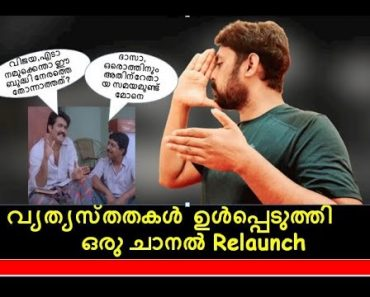 വിജയ,എടാ
നമുക്കെന്താ ഈ
ബുദ്ധി നേരത്തെ
തോന്നാത്തത്?
ദാസാ,
ഒരൊത്തിനും
അതിന്റേതാ
യ സമയമുണ്ട്
മോനെ
വ്യത്യസ്തതകൾ ഉൾപ്പെടുത്തി
ഒരു ചാനൽ Relaunch